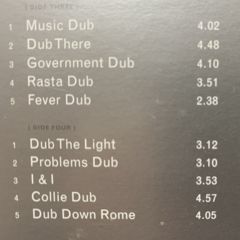 ( SIDE THREE )
1 Music Dub 4.02
2 Dub There 4.48
3 Government Dub 4.10
4 Rasta Dub 3.51
5 Fever Dub 2.38
( SIDE FOUR )
1 Dub The Light 3.12
2 Problems Dub 3.10
3 I & I 3.53
4 Collie Dub 4.57
5 Dub Down Rome 4.05